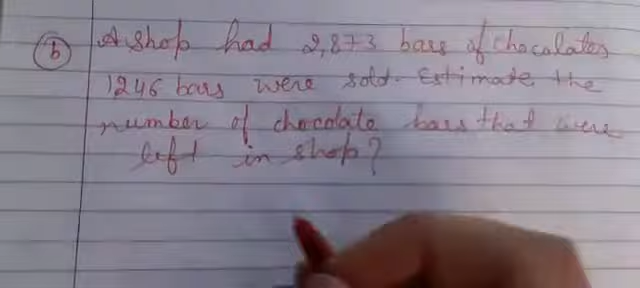 (b) A shop had 2,873 bars of chocalates
1246 bars were sold. Estimate the
number of chocolate bars that were
left in shop?